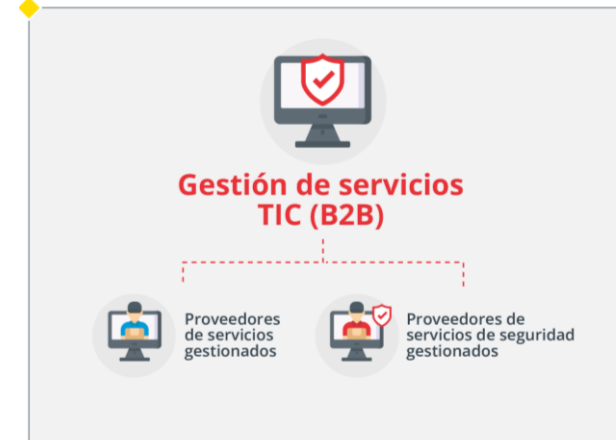 Gestión de servicios
TIC (B2B)
Proveedores
de servicios
gestionados
Proveedores de
servicios de seguridad
gestionados